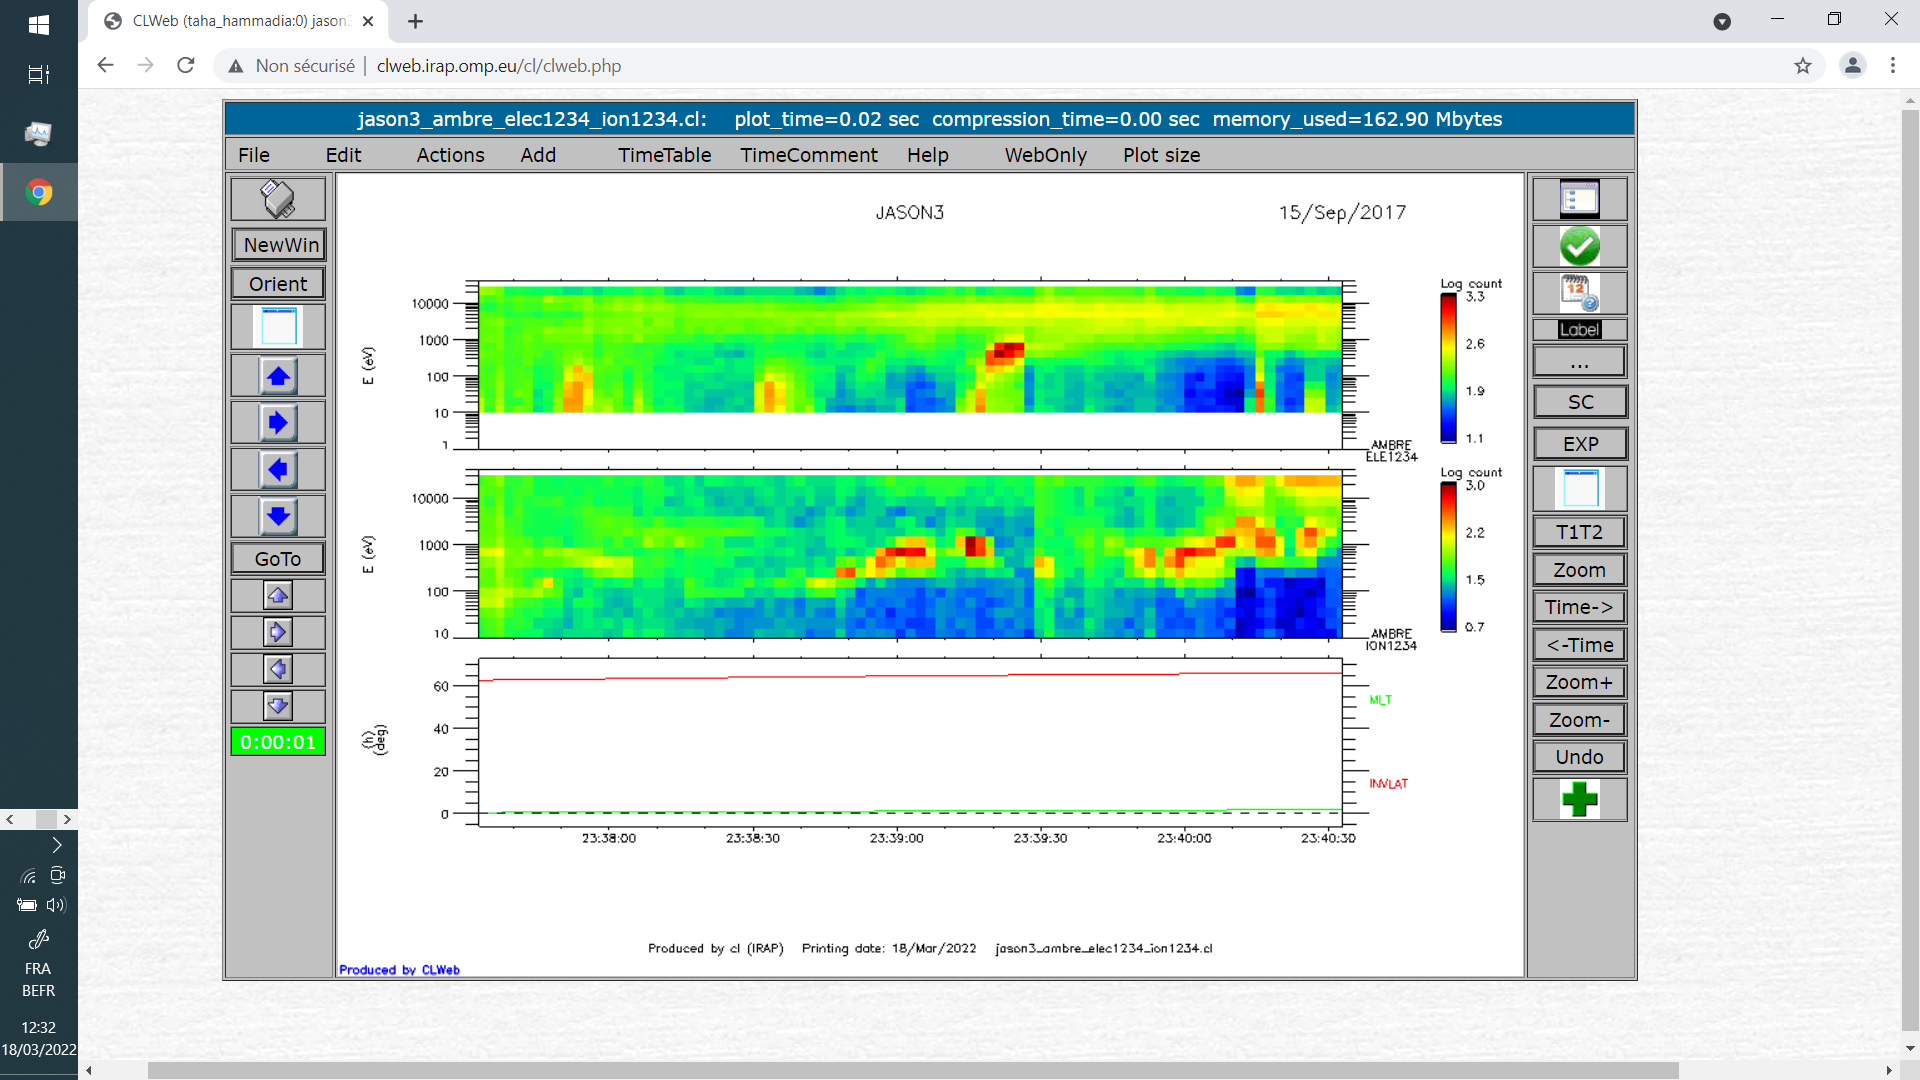 CLWeb (taha_hammadia:0) jason3
Non sécurisé | clweb.irap.omp.eu/cl/clweb.php
jason3_ambre_elec1234_ion1234.cl: plot_time=0.02 sec compression_time=0.00 sec memory_used=162.90 Mbytes
File Edit Actions Add TimeTable TimeComment Help WebOnly Plot size
NewWin
Orient
GoTo
0:00:01
JASON3 15/Sep/2017
10000
1000
100
10
1
E (eV)
Log count
3.3
2.6
1.9
1.1
AMBRE
ELE1234
10000
1000
100
10
E (eV)
Log count
3.0
2.2
1.5
0.7
AMBRE
ION1234
60
40
20
0
(h)
(deg)
MLT
INVLAT
23:38:00 23:38:30 23:39:00 23:39:30 23:40:00 23:40:30
Produced by cl (IRAP) Printing date: 18/Mar/2022 jason3_ambre_elec1234_ion1234.cl
Produced by CLWeb
12
Label
...
SC
EXP
T1T2
Zoom
Time->
<-Time
Zoom+
Zoom-
Undo
FRA
BEFR
12:32
18/03/2022